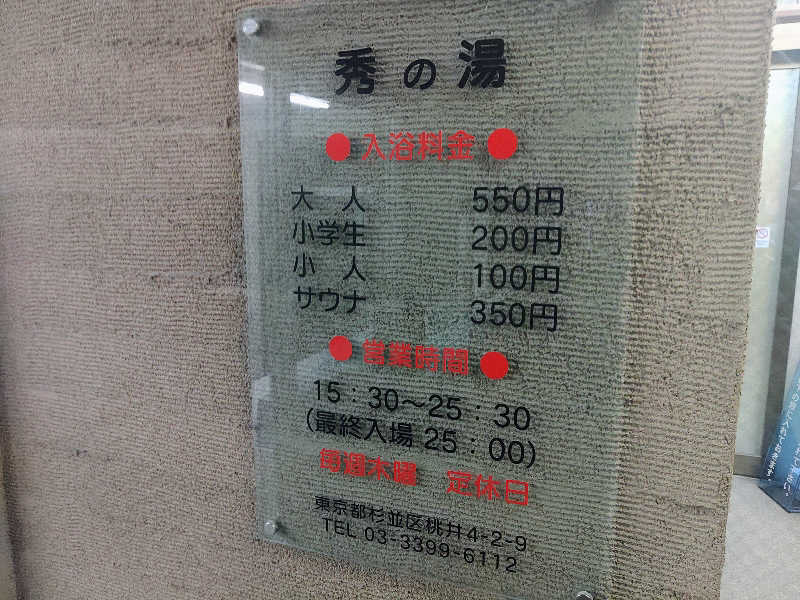 秀の湯
● 入浴料金 ●
大 人 550円
小学生 200円
小 人 100円
サウナ 350円
● 営業時間 ●
15：30〜25：30
(最終入場 25：00)
毎週木曜 定休日
東京都杉並区桃井4-2-9
TEL 03-3399-6112